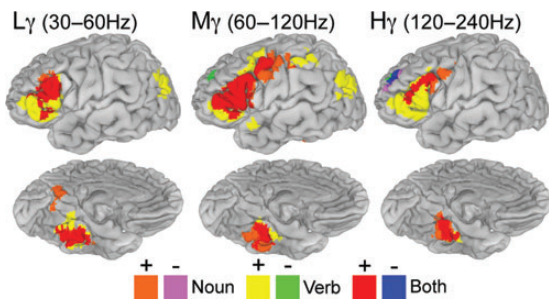 Lγ (30–60Hz) Mγ (60–120Hz) Hγ (120–240Hz)
+ - + - + -
Noun Verb Both